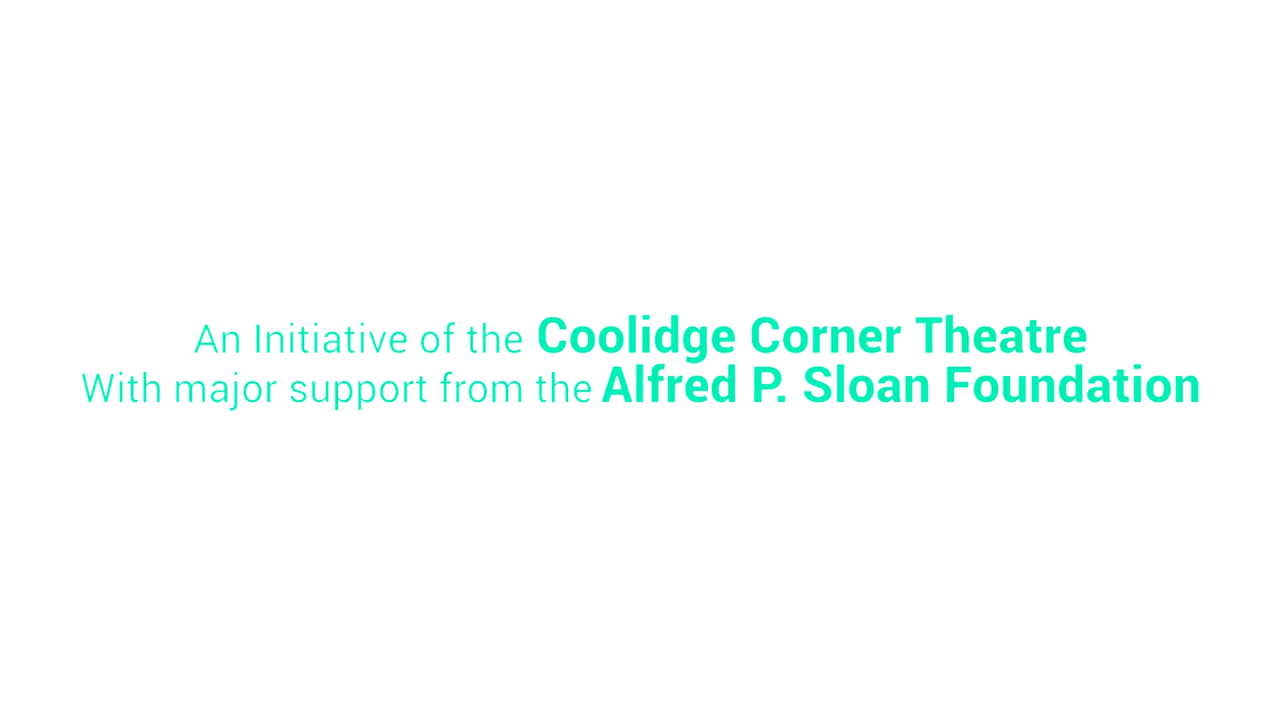 An Initiative of the Coolidge Corner Theatre
With major support from the Alfred P. Sloan Foundation